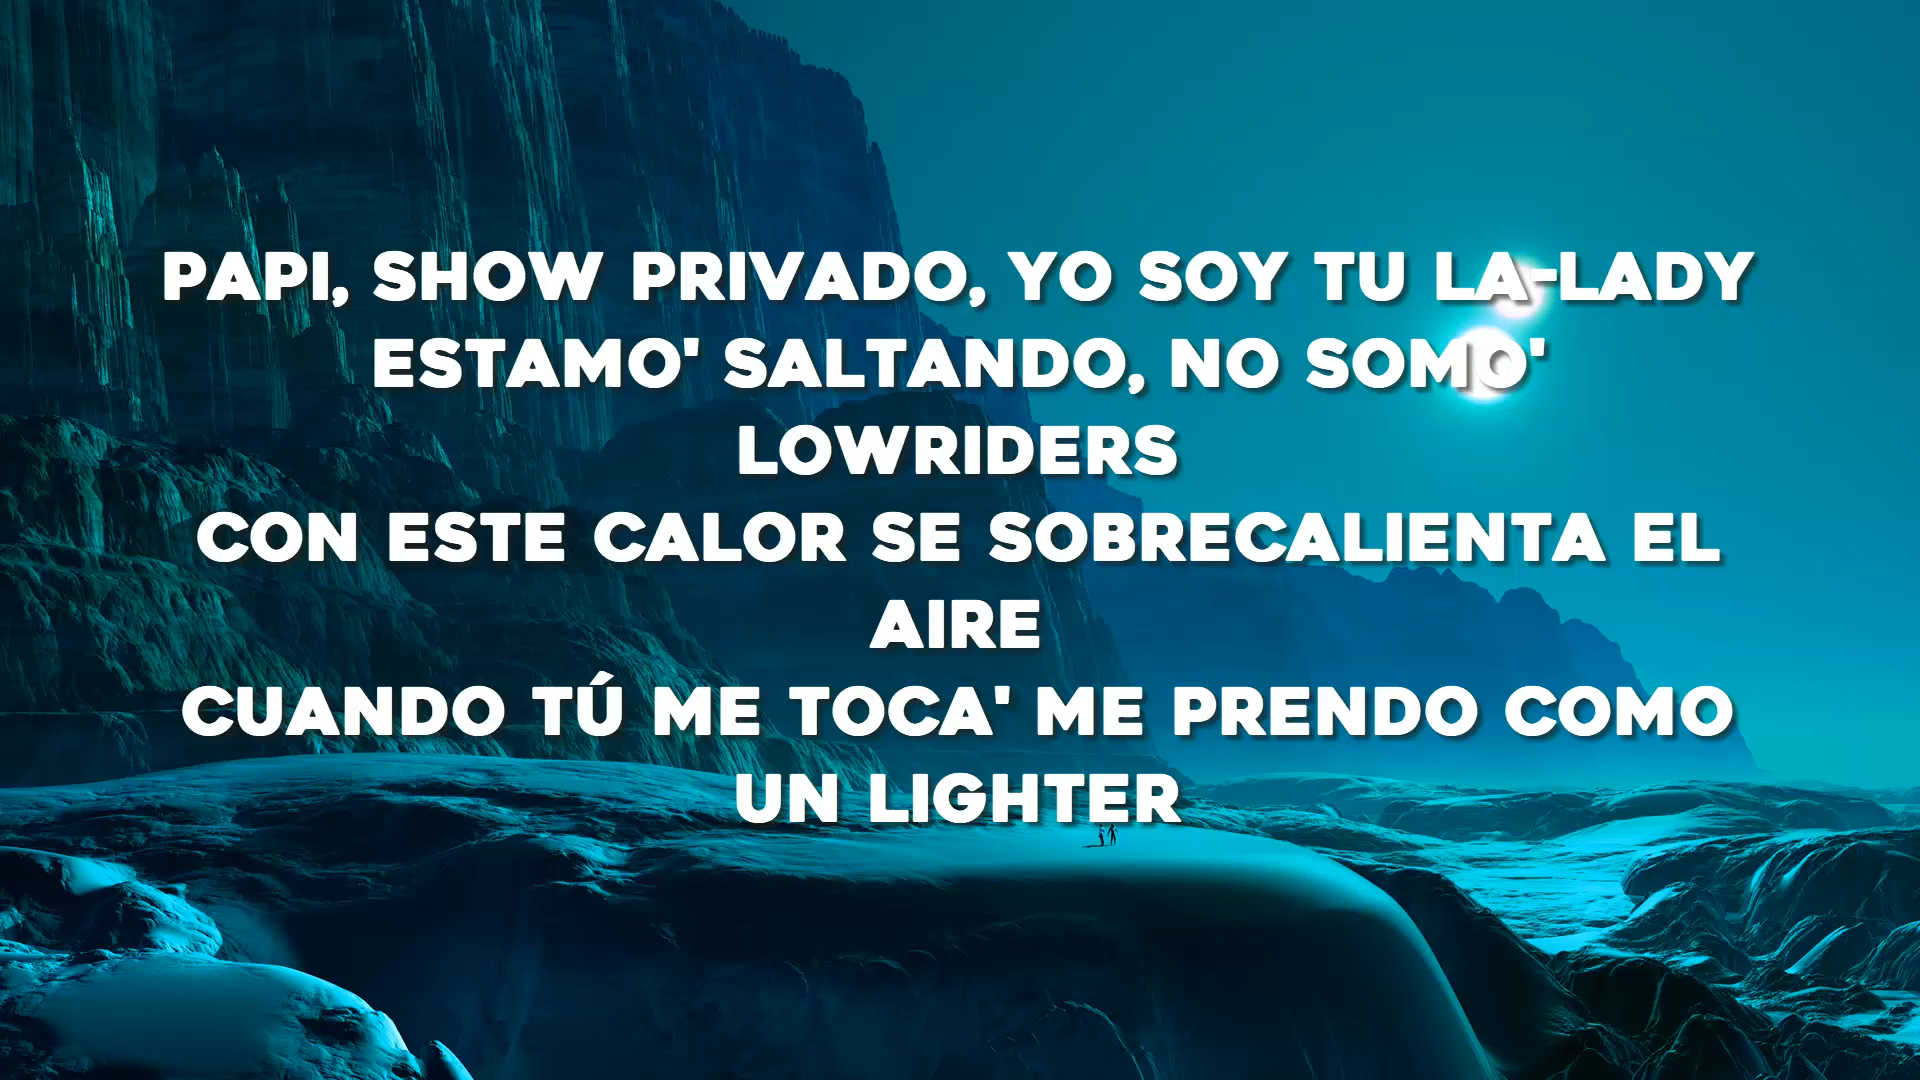 PAPI, SHOW PRIVADO, YO SOY TU LA-LADY
ESTAMO' SALTANDO, NO SOMO'
LOWRIDERS
CON ESTE CALOR SE SOBRECALIENTA EL
AIRE
CUANDO TÚ ME TOCA' ME PRENDO COMO
UN LIGHTER